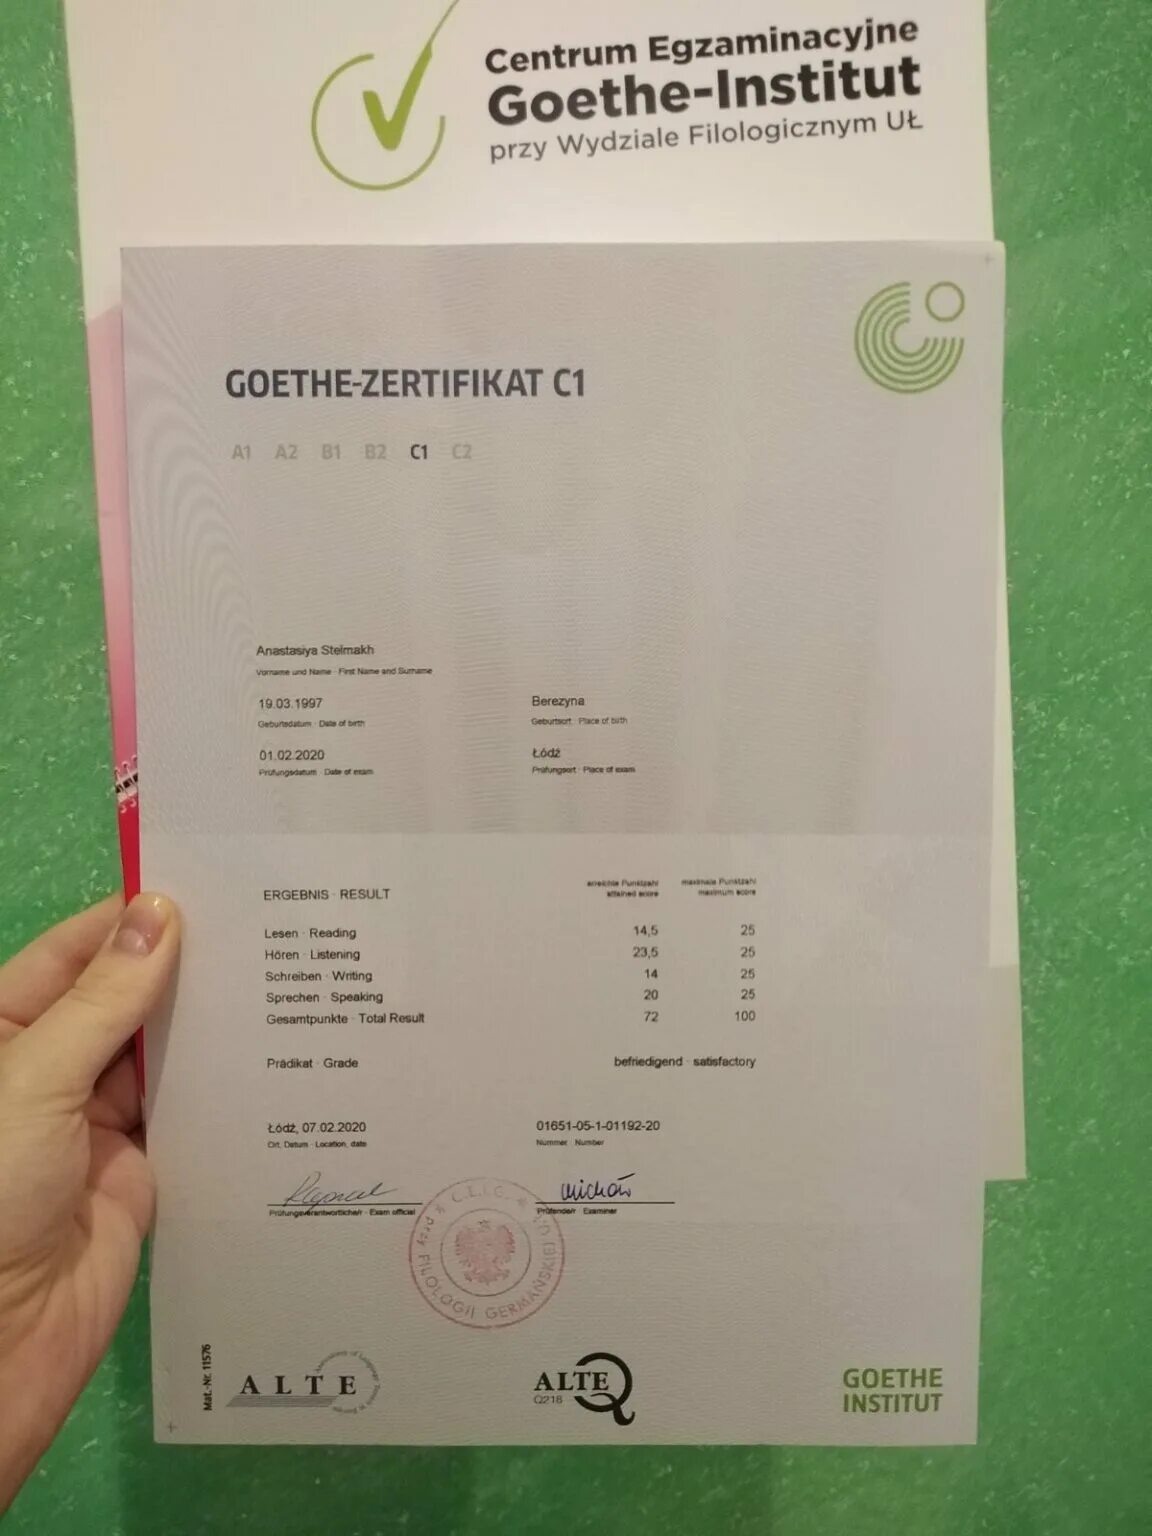 Centrum Egzaminacyjne
Goethe-Institut
przy Wydziale Filologicznym UŁ
GOETHE-ZERTIFIKAT C1
A1 A2 B1 B2 C1 C2
Anastasiya Stelmakh
Vorname und Name · First Name and Surname
19.03.1997 Berezyna
Geburtsdatum · Date of birth Geburtsort · Place of birth
01.02.2020 Łódź
Prüfungsdatum · Date of exam Prüfungsort · Place of exam
ERGEBNIS · RESULT
erreichte Punktzahl maximale Punktzahl
attained score maximum score
Lesen · Reading 14,5 25
Hören · Listening 23,5 25
Schreiben · Writing 14 25
Sprechen · Speaking 20 25
Gesamtpunkte · Total Result 72 100
Prädikat · Grade befriedigend · satisfactory
Łódź, 07.02.2020 01651-05-1-01192-20
Ort, Datum · Location, date Nummer · Number
Prüfungsverantwortliche/r · Exam official Prüfende/r · Examiner
przy FILOLOGII GERMAŃSKIEJ
Mat.-Nr. 11576
ALTE
ALTE
Q218
GOETHE
INSTITUT